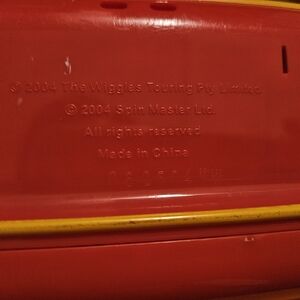 © 2004 The Wiggles Touring Pty Limited
© 2004 Spin Master Ltd.
All rights reserved
Made in China